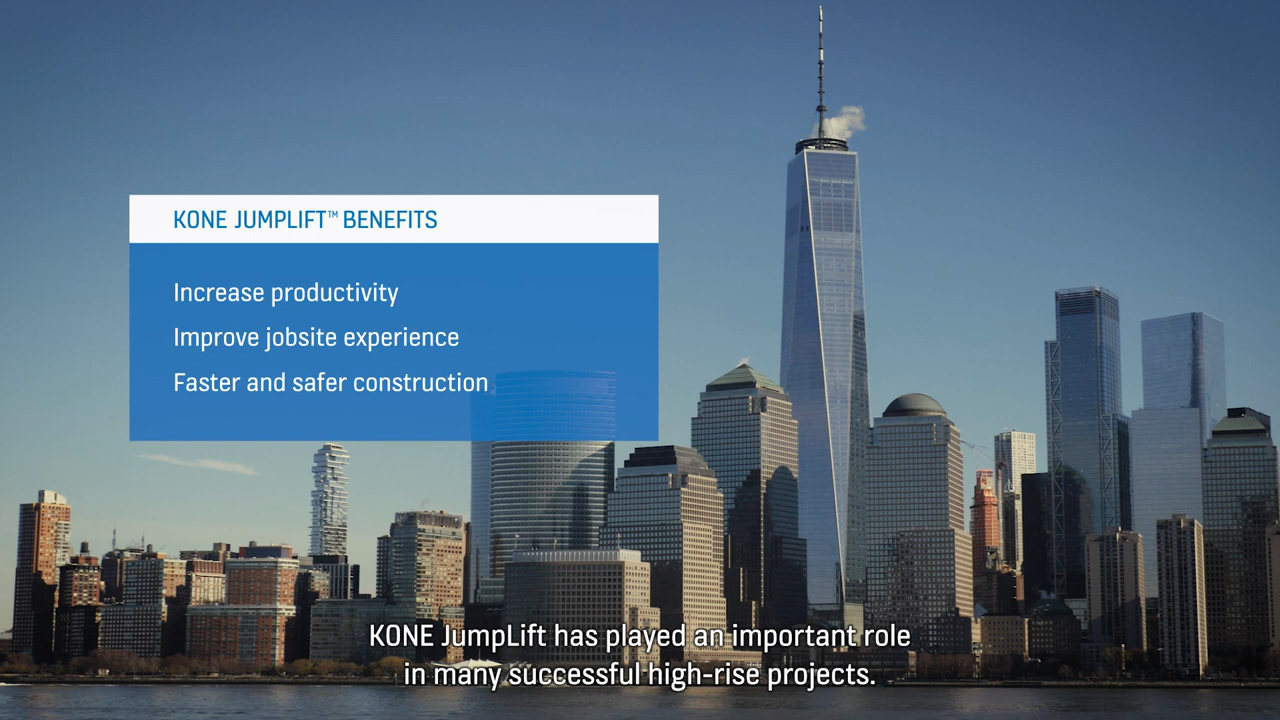 KONE JUMPLIFT™ BENEFITS
Increase productivity
Improve jobsite experience
Faster and safer construction
KONE JumpLift has played an important role
in many successful high-rise projects.